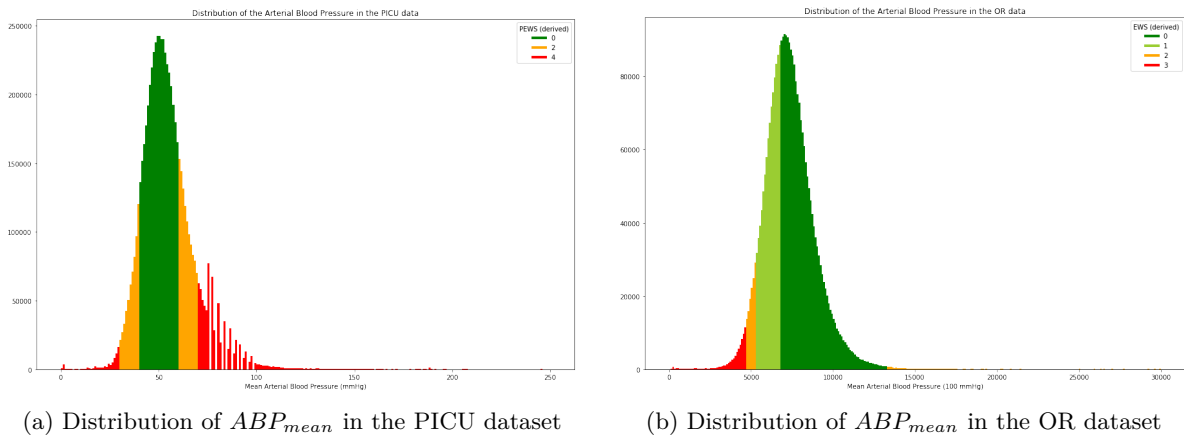 Distribution of the Arterial Blood Pressure in the PICU data
PEWS (derived)
0
2
4
250000
200000
150000
100000
50000
0
0 50 100 150 200 250
Mean Arterial Blood Pressure (mmHg)
(a) Distribution of ABP_mean in the PICU dataset
Distribution of the Arterial Blood Pressure in the OR data
EWS (derived)
0
1
2
3
80000
60000
40000
20000
0
0 5000 10000 15000 20000 25000 30000
Mean Arterial Blood Pressure (100 mmHg)
(b) Distribution of ABP_mean in the OR dataset